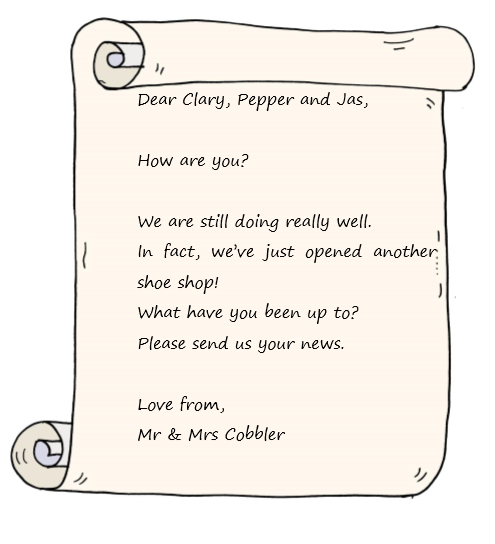 Dear Clary, Pepper and Jas,
How are you?
We are still doing really well.
In fact, we've just opened another
shoe shop!
What have you been up to?
Please send us your news.
Love from,
Mr & Mrs Cobbler